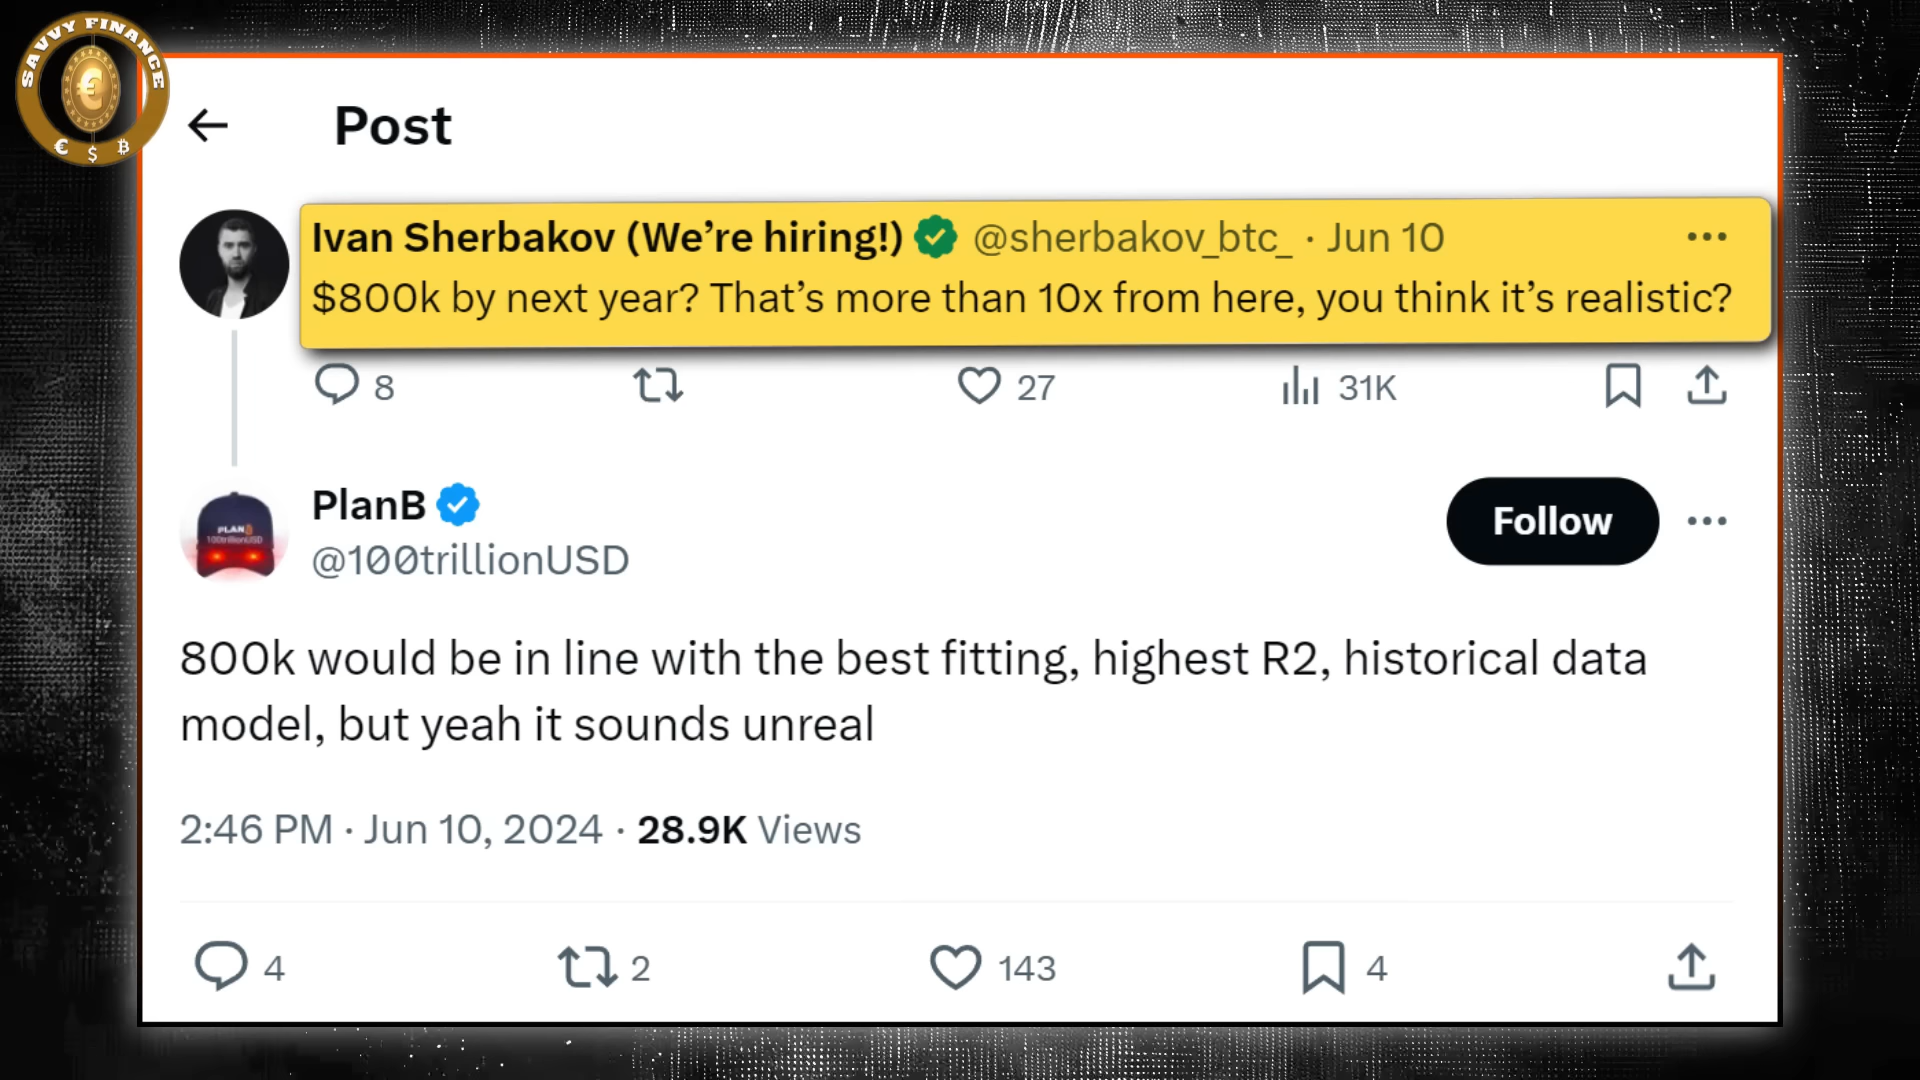 SAVVY FINANCE
€ $ ₿
Post
Ivan Sherbakov (We’re hiring!) @sherbakov_btc_ · Jun 10
$800k by next year? That’s more than 10x from here, you think it’s realistic?
8 27 31K
PlanB
@100trillionUSD
Follow
PLAN₿
100trillionUSD
800k would be in line with the best fitting, highest R2, historical data
model, but yeah it sounds unreal
2:46 PM · Jun 10, 2024 · 28.9K Views
4 2 143 4